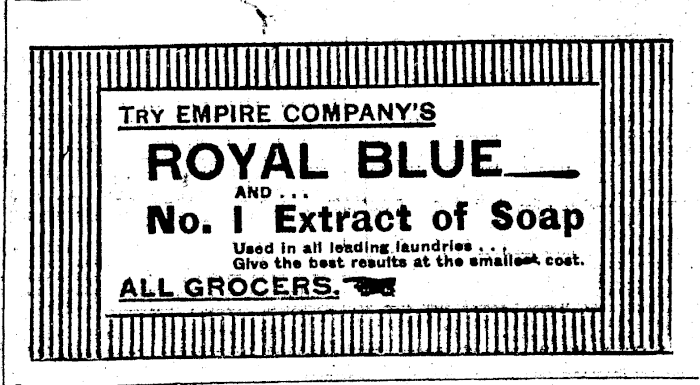 TRY EMPIRE COMPANY'S
ROYAL BLUE
AND . . .
No. 1 Extract of Soap
Used in all leading laundries . . .
Give the best results at the smallest cost.
ALL GROCERS.